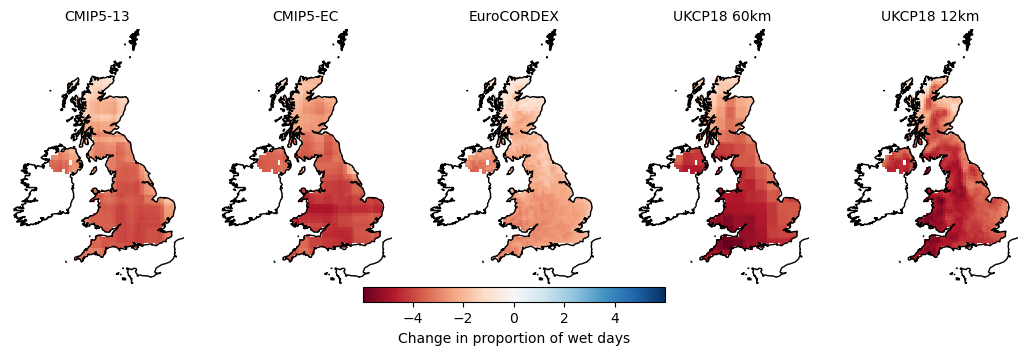 CMIP5-13 CMIP5-EC EuroCORDEX UKCP18 60km UKCP18 12km
−4 −2 0 2 4
Change in proportion of wet days